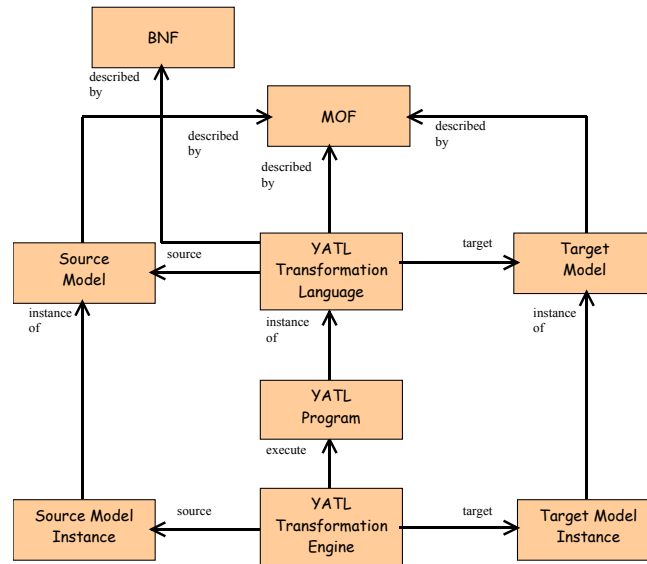 BNF
described
by
MOF
described
by
described
by
described
by
Source
Model
source
YATL
Transformation
Language
target
Target
Model
instance
of
instance
of
instance
of
YATL
Program
execute
Source Model
Instance
source
YATL
Transformation
Engine
target
Target Model
Instance